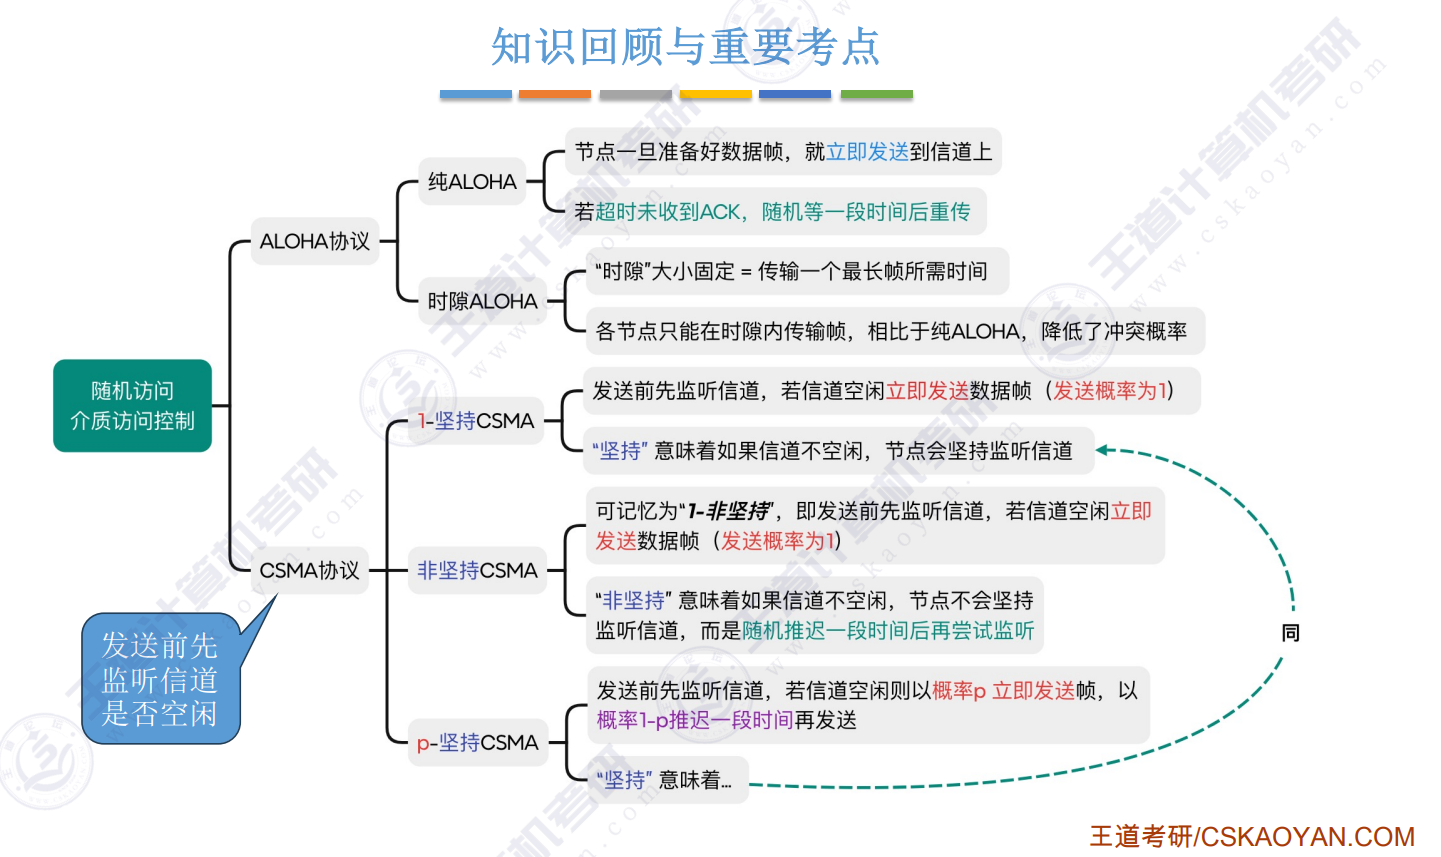 知识回顾与重要考点
节点一旦准备好数据帧，就立即发送到信道上
纯ALOHA
若超时未收到ACK，随机等一段时间后重传
ALOHA协议
“时隙”大小固定 = 传输一个最长帧所需时间
时隙ALOHA
各节点只能在时隙内传输帧，相比于纯ALOHA，降低了冲突概率
随机访问
介质访问控制
发送前先监听信道，若信道空闲立即发送数据帧（发送概率为1）
1-坚持CSMA
“坚持” 意味着如果信道不空闲，节点会坚持监听信道
可记忆为“1-非坚持”，即发送前先监听信道，若信道空闲立即
发送数据帧（发送概率为1）
CSMA协议
非坚持CSMA
“非坚持” 意味着如果信道不空闲，节点不会坚持
监听信道，而是随机推迟一段时间后再尝试监听
发送前先
监听信道
是否空闲
同
发送前先监听信道，若信道空闲则以概率p 立即发送帧，以
概率1-p推迟一段时间再发送
p-坚持CSMA
“坚持” 意味着...
王道考研/CSKAOYAN.COM
王道计算机考研
www.cskaoyan.com